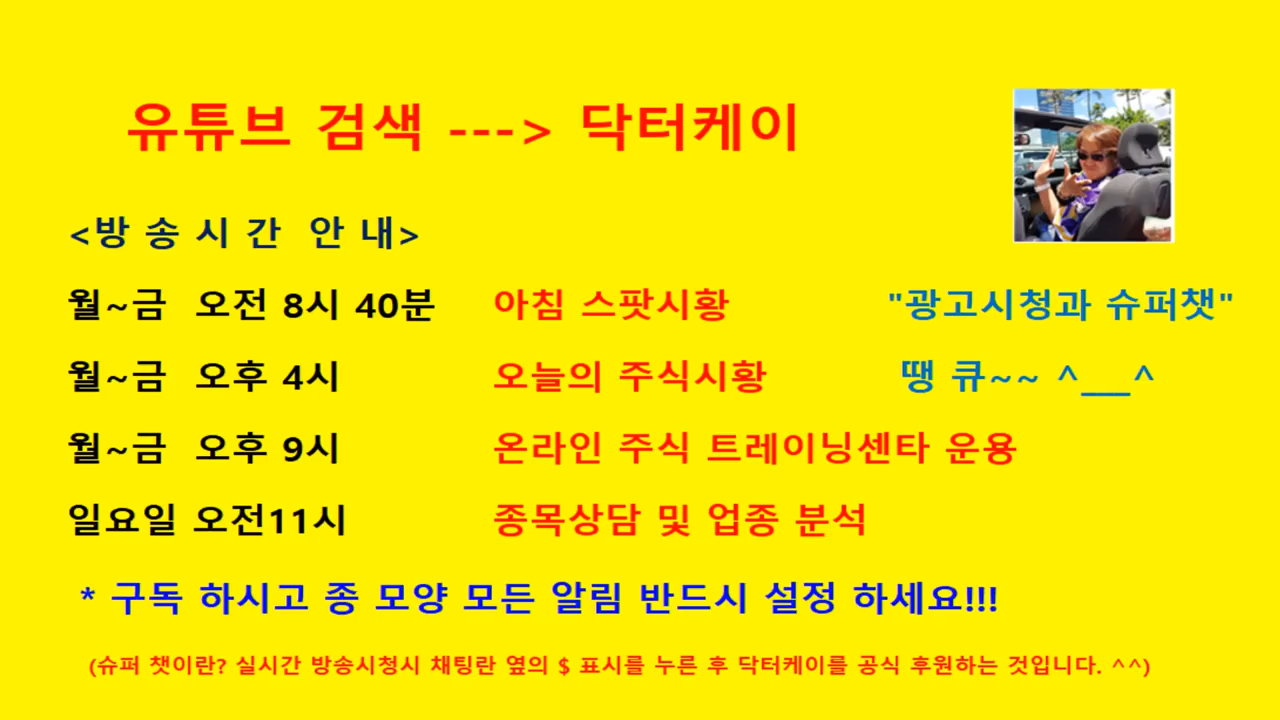 유튜브 검색 ---> 닥터케이
<방 송 시 간 안 내>
월~금 오전 8시 40분 아침 스팟시황 "광고시청과 슈퍼챗"
월~금 오후 4시 오늘의 주식시황 땡 큐~~ ^___^
월~금 오후 9시 온라인 주식 트레이닝센타 운용
일요일 오전11시 종목상담 및 업종 분석
* 구독 하시고 종 모양 모든 알림 반드시 설정 하세요!!!
(슈퍼 챗이란? 실시간 방송시청시 채팅란 옆의 $ 표시를 누른 후 닥터케이를 공식 후원하는 것입니다. ^^)